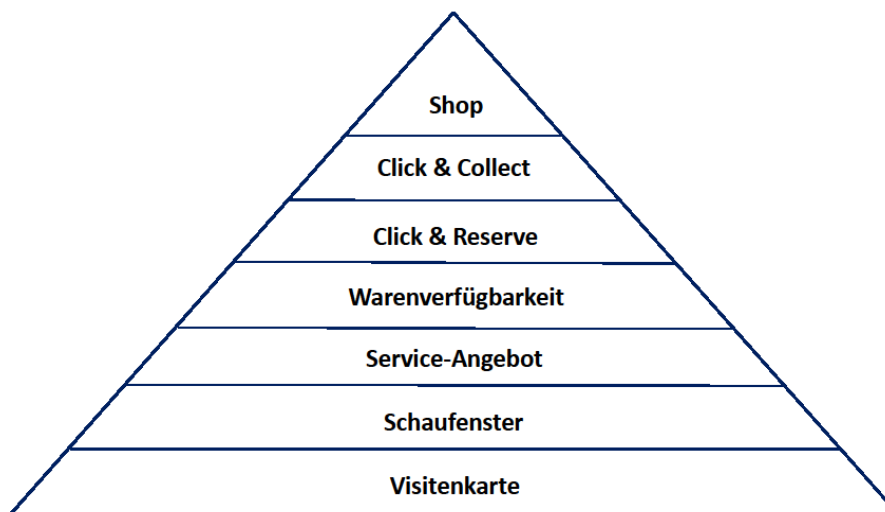 Shop
Click & Collect
Click & Reserve
Warenverfügbarkeit
Service-Angebot
Schaufenster
Visitenkarte